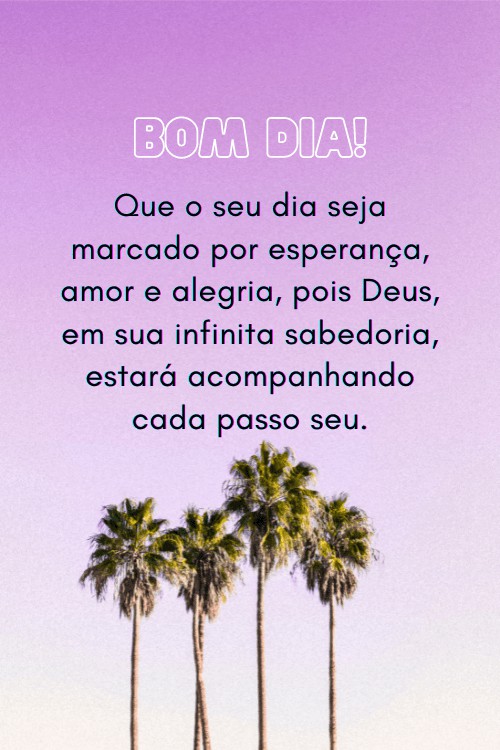 BOM DIA!
Que o seu dia seja
marcado por esperança,
amor e alegria, pois Deus,
em sua infinita sabedoria,
estará acompanhando
cada passo seu.